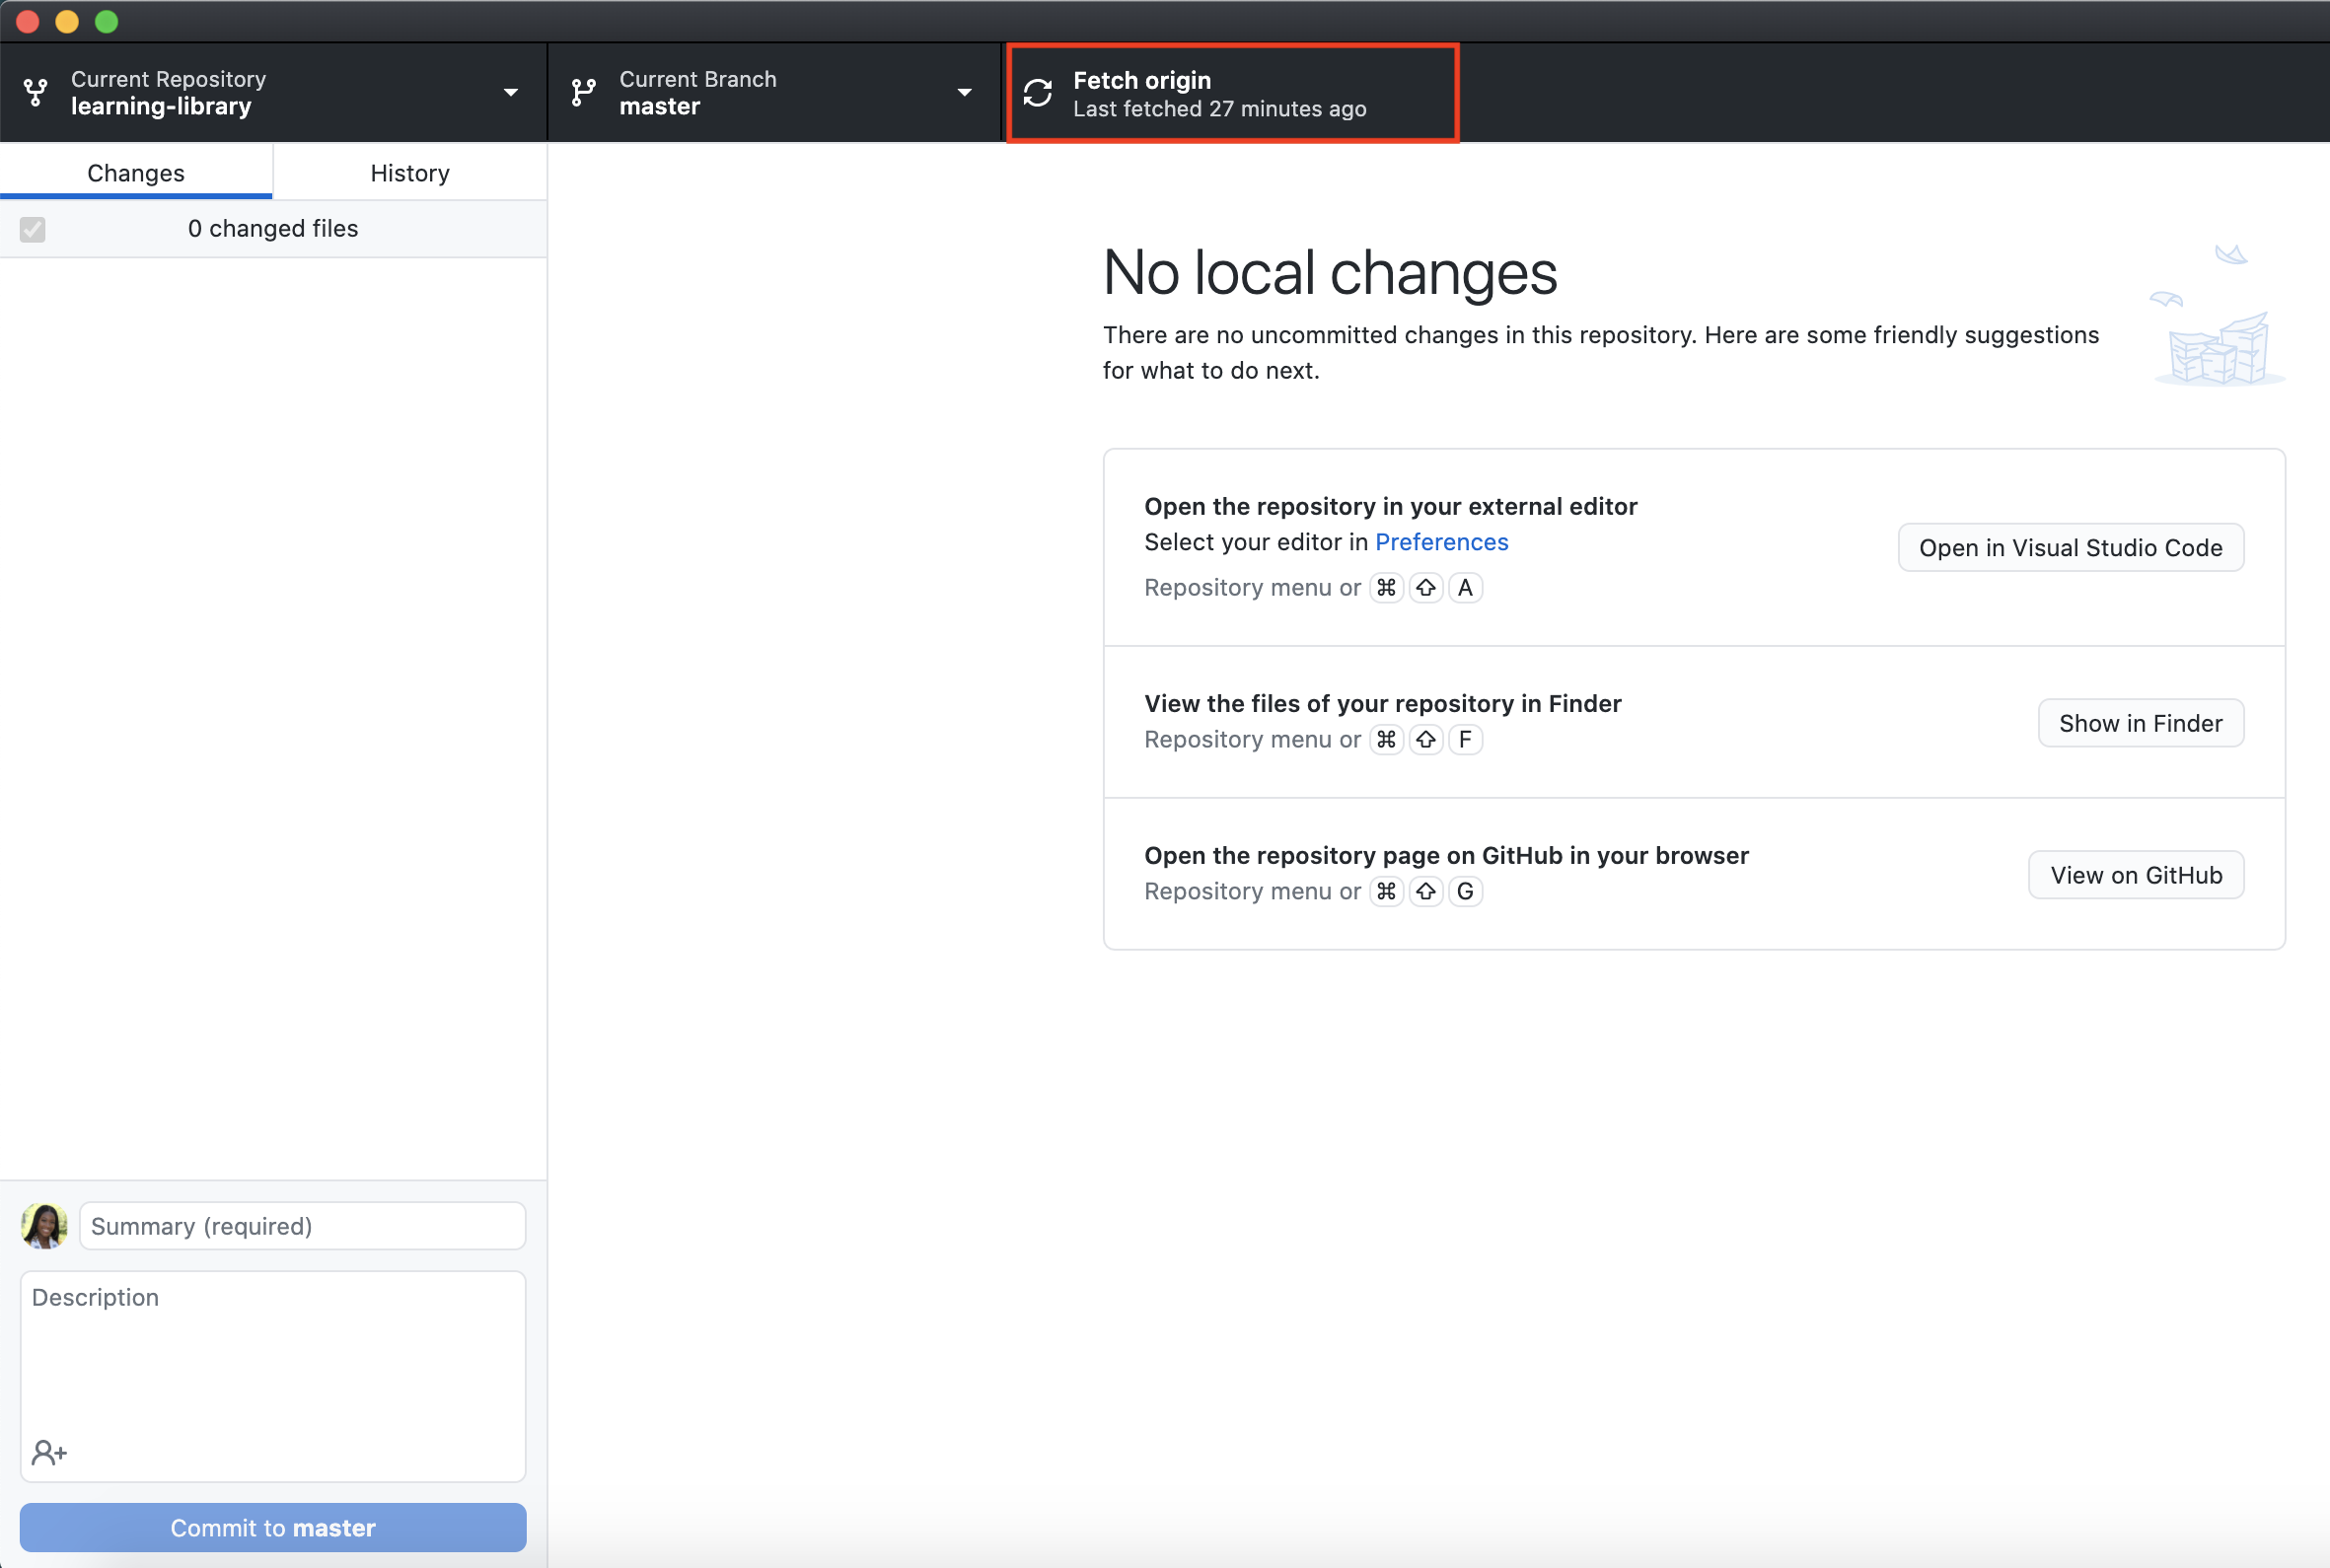 Current Repository
learning-library
Current Branch
master
Fetch origin
Last fetched 27 minutes ago
Changes
History
0 changed files
No local changes
There are no uncommitted changes in this repository. Here are some friendly suggestions
for what to do next.
Open the repository in your external editor
Select your editor in Preferences
Repository menu or ⌘ ⇧ A
Open in Visual Studio Code
View the files of your repository in Finder
Repository menu or ⌘ ⇧ F
Show in Finder
Open the repository page on GitHub in your browser
Repository menu or ⌘ ⇧ G
View on GitHub
Summary (required)
Description
Commit to master